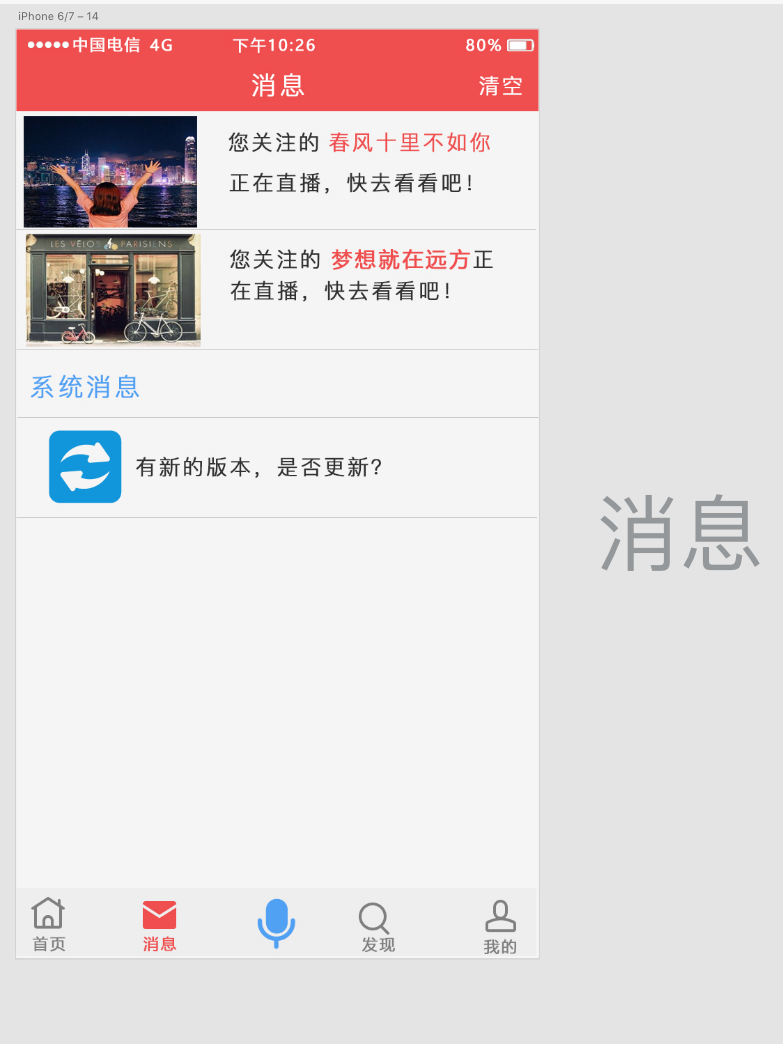 iPhone 6/7 – 14
中国电信 4G 下午10:26 80%
消息 清空
您关注的 春风十里不如你
正在直播，快去看看吧！
LES VÉLOS PARISIENS
您关注的 梦想就在远方正
在直播，快去看看吧！
系统消息
有新的版本，是否更新？
消息
首页 消息 发现 我的